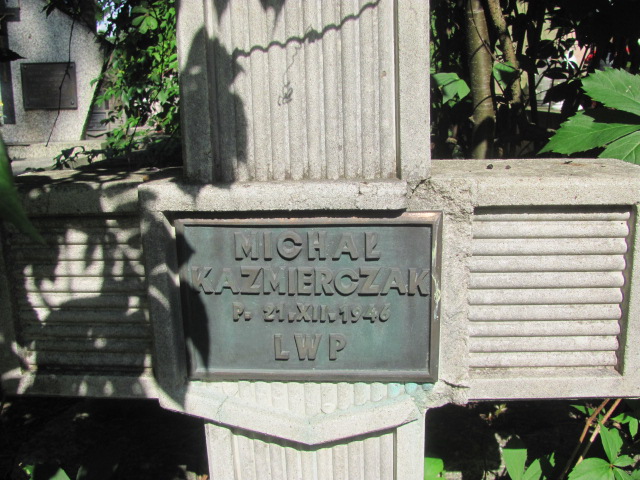 MICHAŁ
KAZMIERCZAK
P. 21.XII.1946
LWP